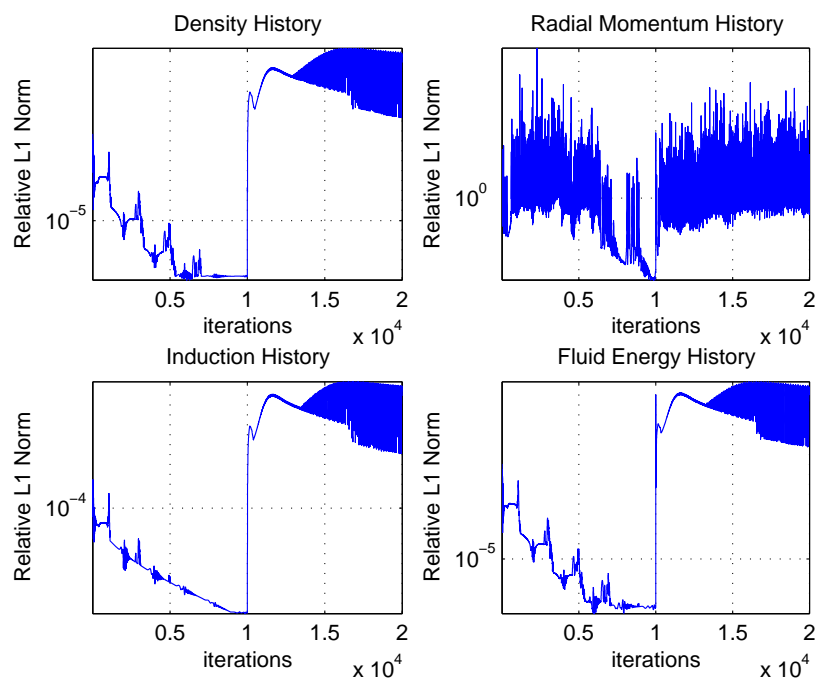 Density History
Relative L1 Norm
10^-5
0.5 1 1.5 2
iterations
x 10^4
Radial Momentum History
Relative L1 Norm
10^0
0.5 1 1.5 2
iterations
x 10^4
Induction History
Relative L1 Norm
10^-4
0.5 1 1.5 2
iterations
x 10^4
Fluid Energy History
Relative L1 Norm
10^-5
0.5 1 1.5 2
iterations
x 10^4